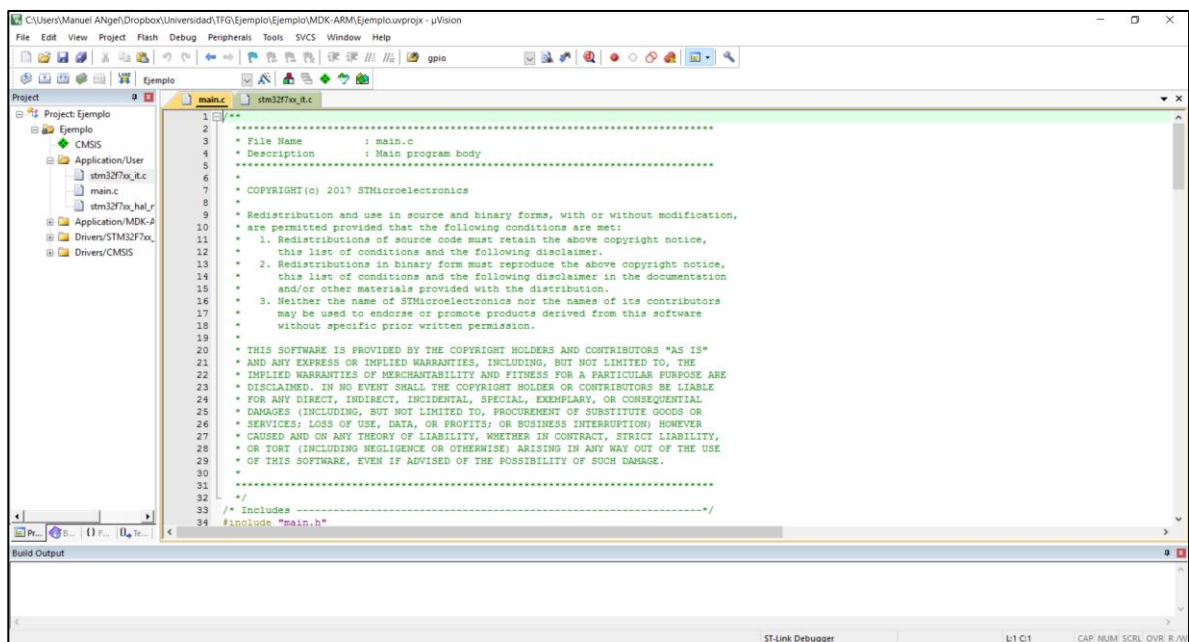 C:\Users\Manuel ANgel\Dropbox\Universidad\TFG\Ejemplo\Ejemplo\MDK-ARM\Ejemplo.uvprojx - µVision
File Edit View Project Flash Debug Peripherals Tools SVCS Window Help
gpio
Ejemplo
Project
main.c stm32f7xx_it.c
Project: Ejemplo
Ejemplo
CMSIS
Application/User
stm32f7xx_it.c
main.c
stm32f7xx_hal_r
Application/MDK-A
Drivers/STM32F7xx_
Drivers/CMSIS
1 /**
2 ******************************************************************************
3 * File Name : main.c
4 * Description : Main program body
5 ******************************************************************************
6 *
7 * COPYRIGHT(c) 2017 STMicroelectronics
8 *
9 * Redistribution and use in source and binary forms, with or without modification,
10 * are permitted provided that the following conditions are met:
11 * 1. Redistributions of source code must retain the above copyright notice,
12 * this list of conditions and the following disclaimer.
13 * 2. Redistributions in binary form must reproduce the above copyright notice,
14 * this list of conditions and the following disclaimer in the documentation
15 * and/or other materials provided with the distribution.
16 * 3. Neither the name of STMicroelectronics nor the names of its contributors
17 * may be used to endorse or promote products derived from this software
18 * without specific prior written permission.
19 *
20 * THIS SOFTWARE IS PROVIDED BY THE COPYRIGHT HOLDERS AND CONTRIBUTORS "AS IS"
21 * AND ANY EXPRESS OR IMPLIED WARRANTIES, INCLUDING, BUT NOT LIMITED TO, THE
22 * IMPLIED WARRANTIES OF MERCHANTABILITY AND FITNESS FOR A PARTICULAR PURPOSE ARE
23 * DISCLAIMED. IN NO EVENT SHALL THE COPYRIGHT HOLDER OR CONTRIBUTORS BE LIABLE
24 * FOR ANY DIRECT, INDIRECT, INCIDENTAL, SPECIAL, EXEMPLARY, OR CONSEQUENTIAL
25 * DAMAGES (INCLUDING, BUT NOT LIMITED TO, PROCUREMENT OF SUBSTITUTE GOODS OR
26 * SERVICES; LOSS OF USE, DATA, OR PROFITS; OR BUSINESS INTERRUPTION) HOWEVER
27 * CAUSED AND ON ANY THEORY OF LIABILITY, WHETHER IN CONTRACT, STRICT LIABILITY,
28 * OR TORT (INCLUDING NEGLIGENCE OR OTHERWISE) ARISING IN ANY WAY OUT OF THE USE
29 * OF THIS SOFTWARE, EVEN IF ADVISED OF THE POSSIBILITY OF SUCH DAMAGE.
30 *
31 ******************************************************************************
32 */
33 /* Includes ------------------------------------------------------------------*/
34 #include "main.h"
Pr... B... {} F... Te...
Build Output
ST-Link Debugger L:1 C:1 CAP NUM SCRL OVR R/W